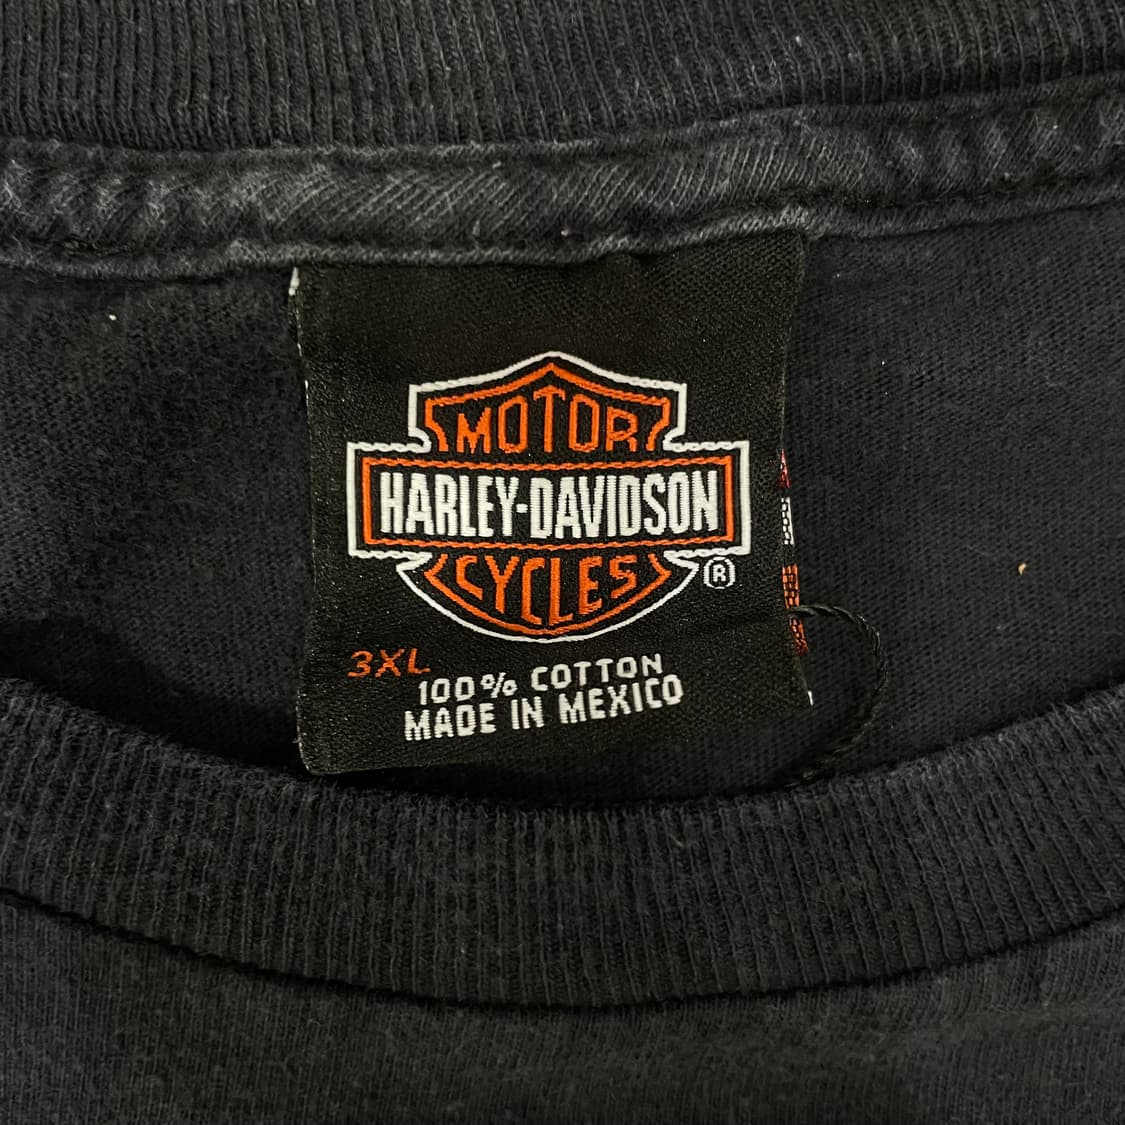 MOTOR
HARLEY-DAVIDSON
CYCLES
®
3XL
100% COTTON
MADE IN MEXICO